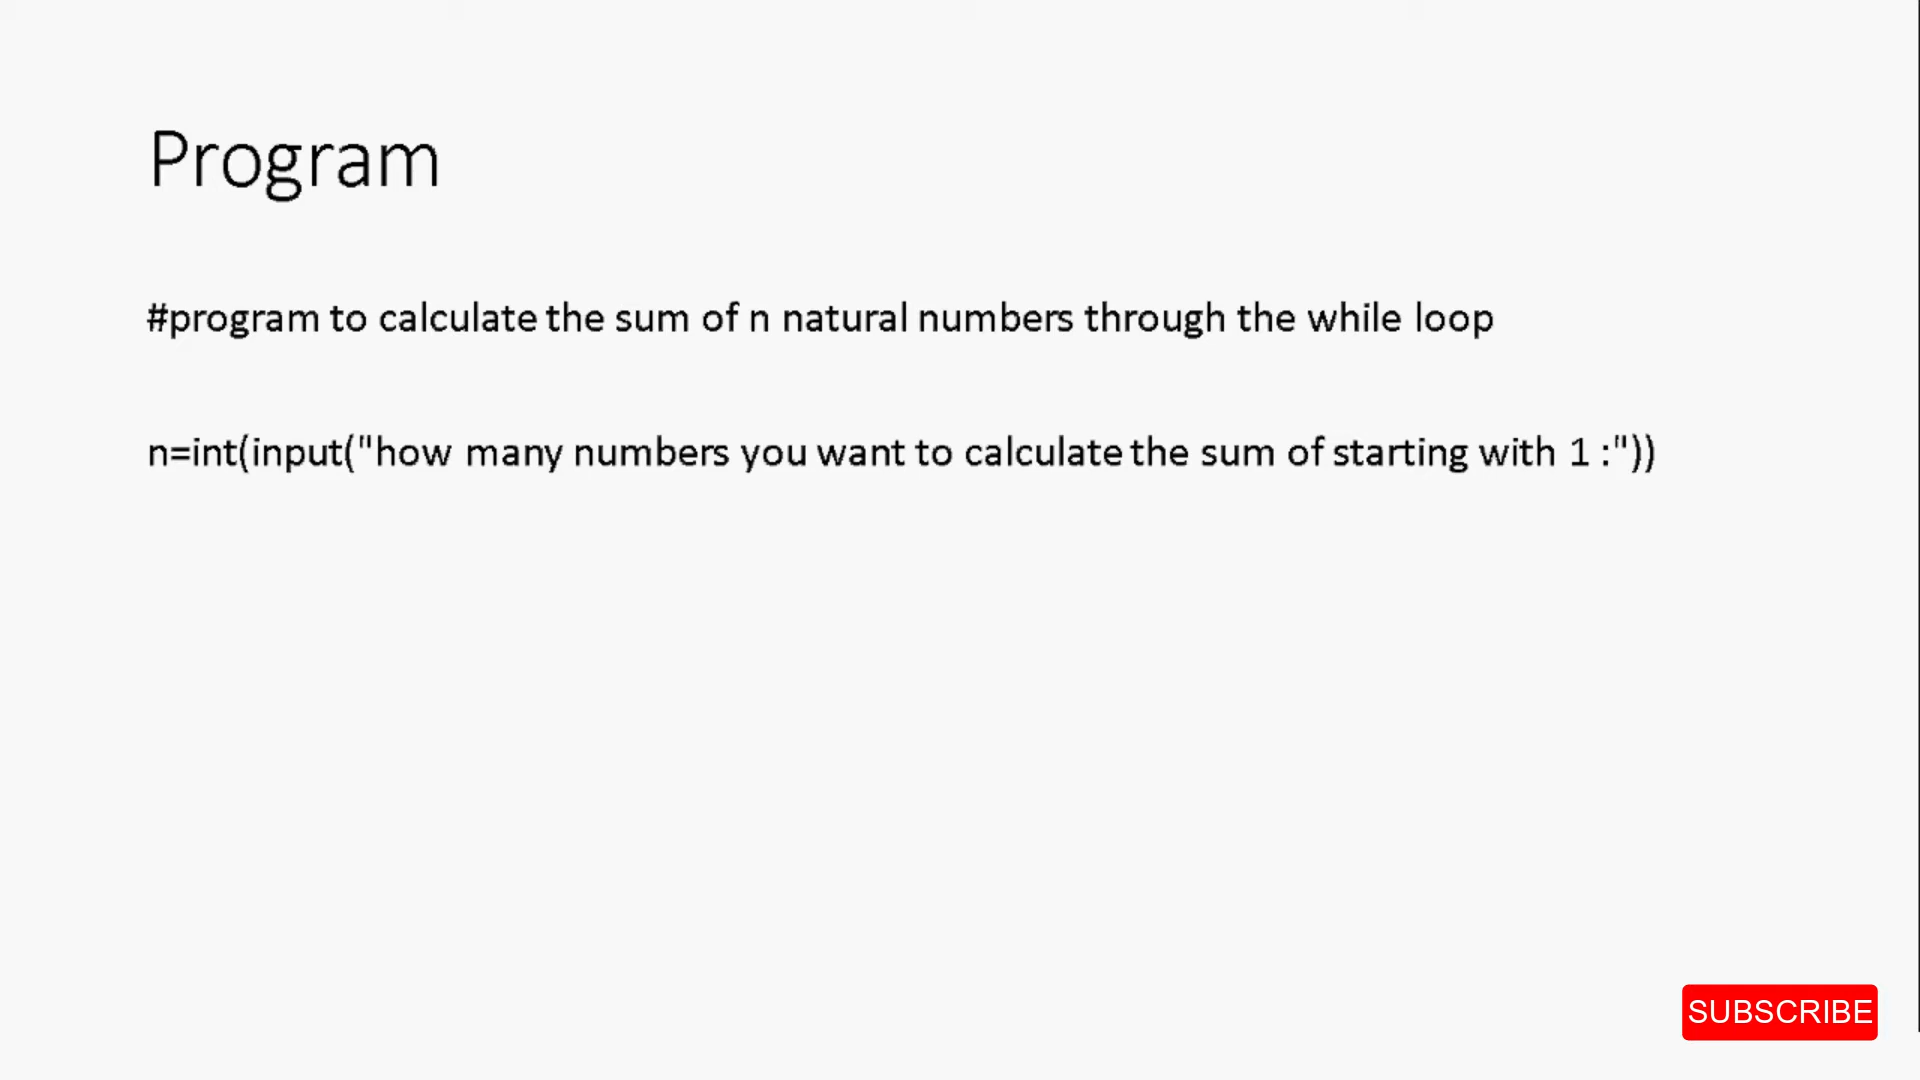 Program
#program to calculate the sum of n natural numbers through the while loop
n=int(input("how many numbers you want to calculate the sum of starting with 1 :"))
SUBSCRIBE